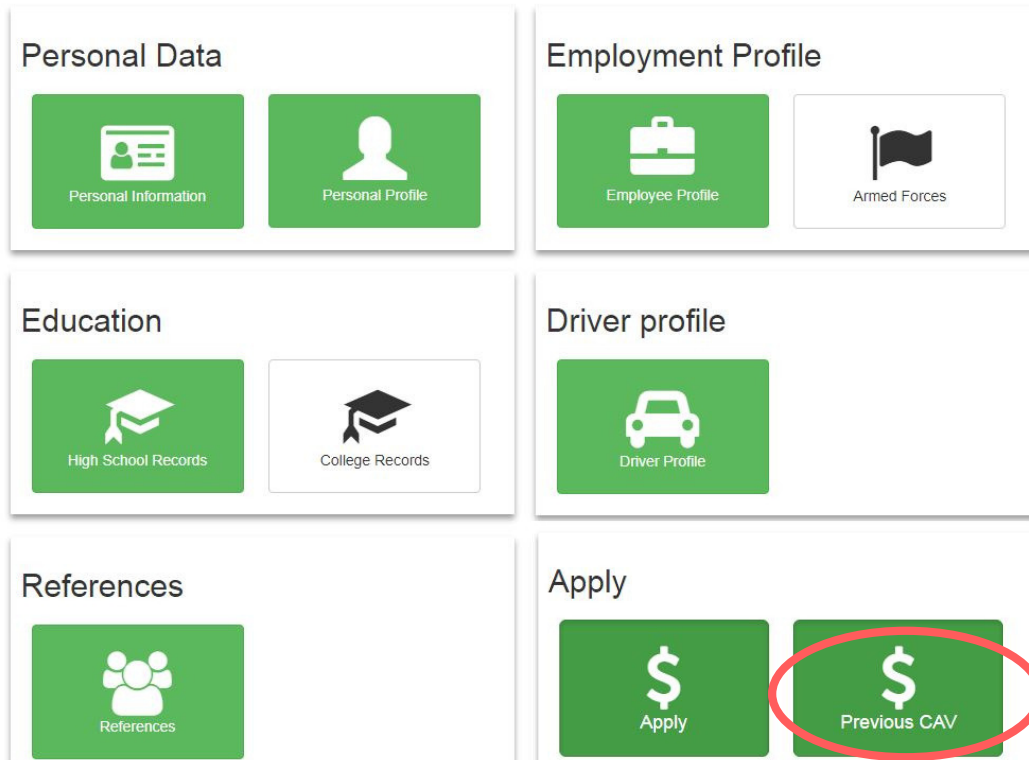 Personal Data
Personal Information
Personal Profile
Employment Profile
Employee Profile
Armed Forces
Education
High School Records
College Records
Driver profile
Driver Profile
References
References
Apply
$
Apply
$
Previous CAV